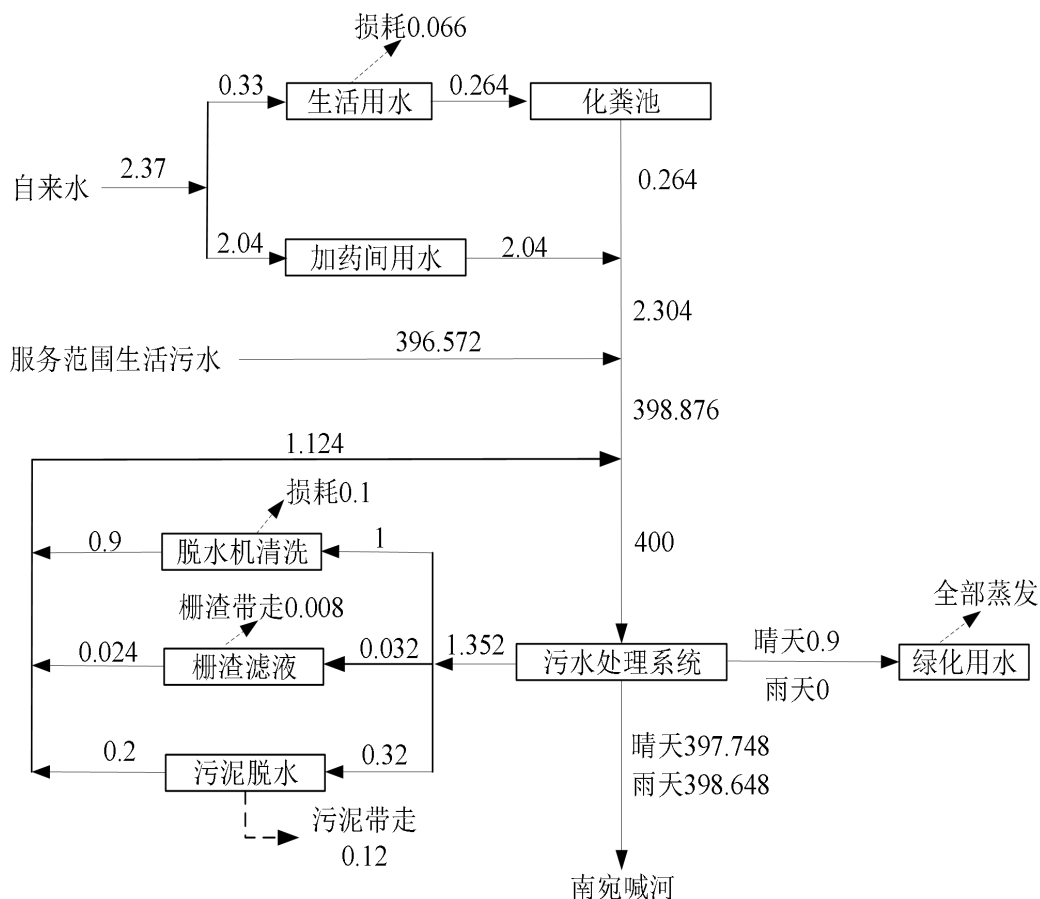 损耗0.066
0.33
生活用水
0.264
化粪池
2.37
自来水
0.264
2.04
加药间用水
2.04
2.304
396.572
服务范围生活污水
398.876
1.124
损耗0.1
0.9
脱水机清洗
1
400
栅渣带走0.008
全部蒸发
0.024
栅渣滤液
0.032
1.352
污水处理系统
晴天0.9
雨天0
绿化用水
0.2
污泥脱水
0.32
晴天397.748
雨天398.648
污泥带走
0.12
南宛喊河